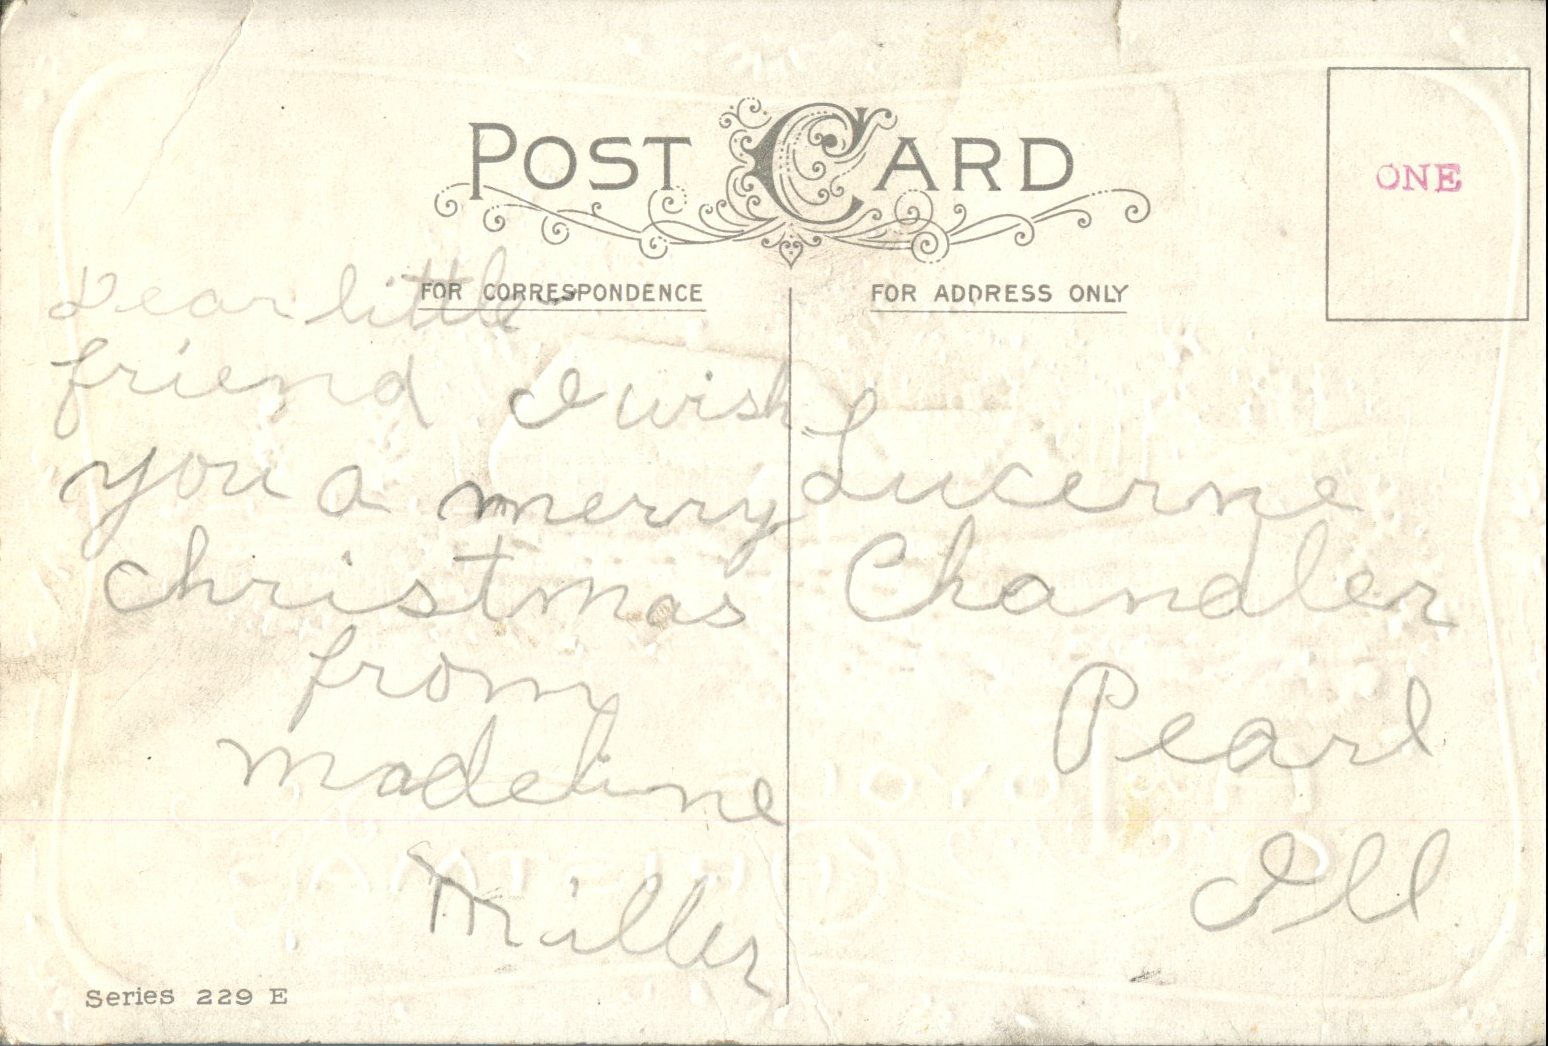 POST CARD
ONE
FOR CORRESPONDENCE
FOR ADDRESS ONLY
Dear little
friend I wish
you a merry
christmas
from
madeline
Miller
Lucerne
Chandler
Pearl
Ill
Series 229 E